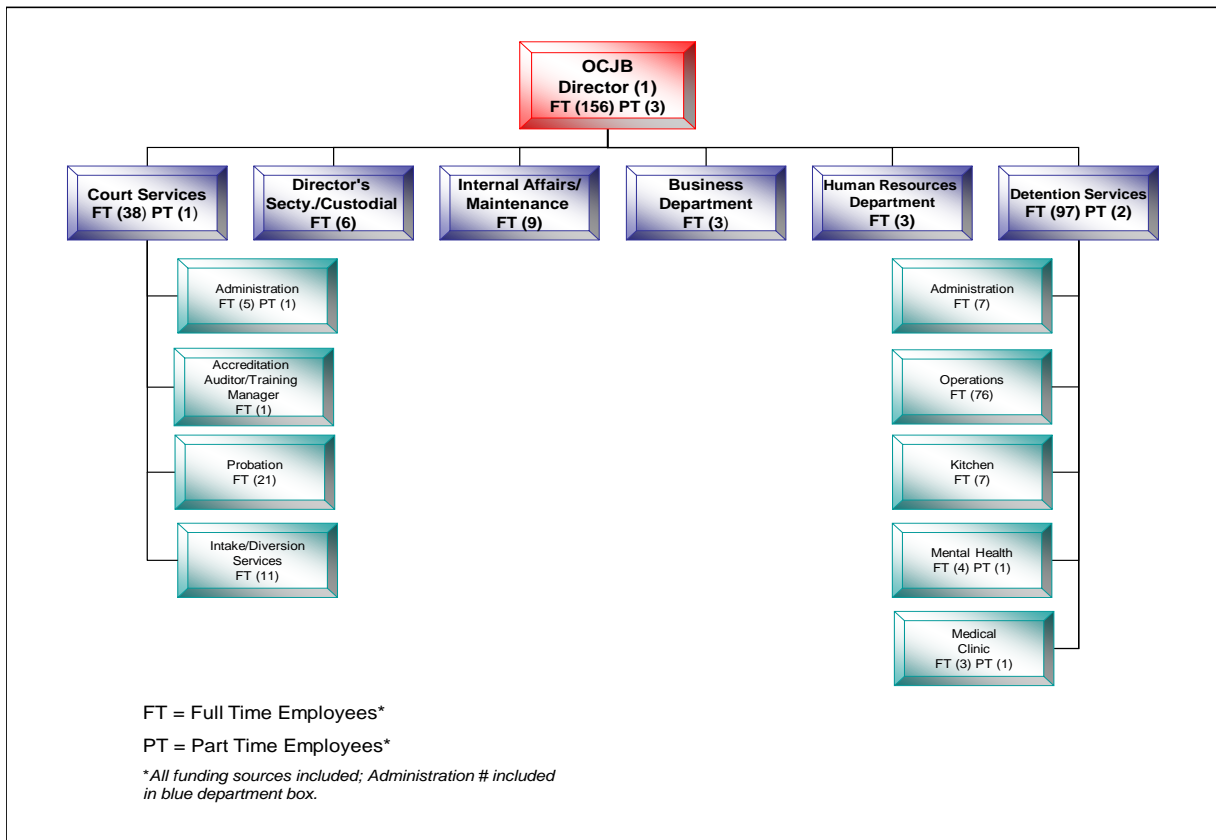 OCJB
Director (1)
FT (156) PT (3)
Court Services
FT (38) PT (1)
Director's
Secty./Custodial
FT (6)
Internal Affairs/
Maintenance
FT (9)
Business
Department
FT (3)
Human Resources
Department
FT (3)
Detention Services
FT (97) PT (2)
Administration
FT (5) PT (1)
Accreditation
Auditor/Training
Manager
FT (1)
Probation
FT (21)
Intake/Diversion
Services
FT (11)
Administration
FT (7)
Operations
FT (76)
Kitchen
FT (7)
Mental Health
FT (4) PT (1)
Medical
Clinic
FT (3) PT (1)
FT = Full Time Employees*
PT = Part Time Employees*
*All funding sources included; Administration # included
in blue department box.